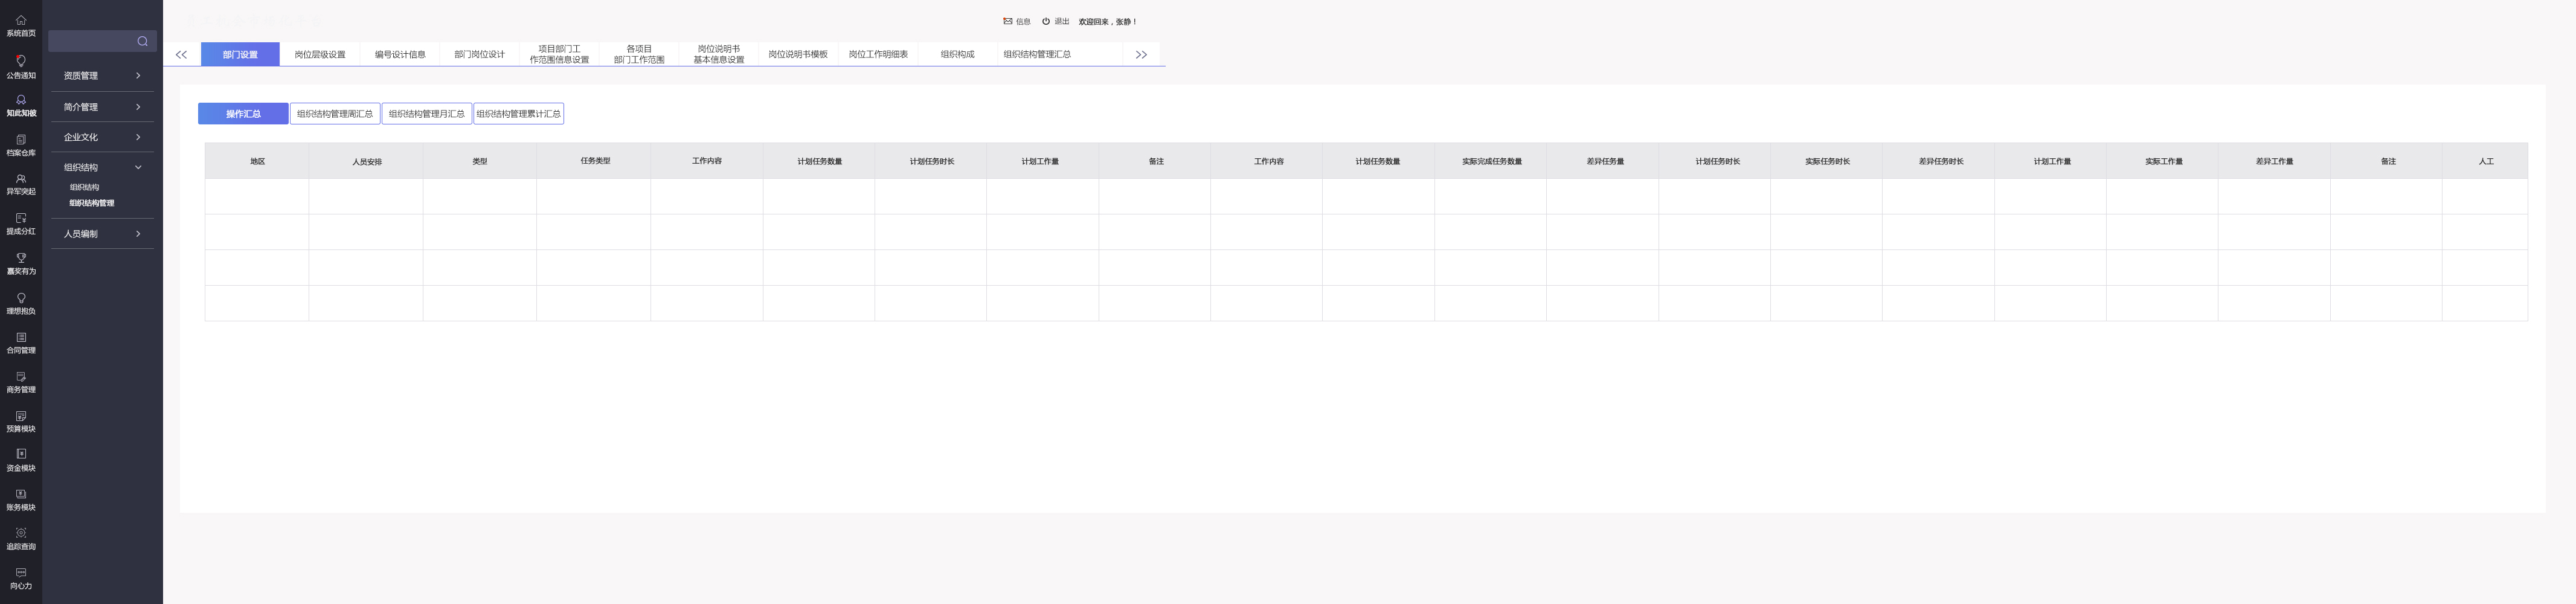 信息
退出
欢迎回来，张静！
系统首页
公告通知
知此知彼
档案仓库
异军突起
提成分红
嘉奖有为
理想抱负
合同管理
商务管理
预算模块
资金模块
账务模块
追踪查询
向心力
资质管理
简介管理
企业文化
组织结构
组织结构
组织结构管理
人员编制
部门设置
岗位层级设置
编号设计信息
部门岗位设计
项目部门工
作范围信息设置
各项目
部门工作范围
岗位说明书
基本信息设置
岗位说明书模板
岗位工作明细表
组织构成
组织结构管理汇总
操作汇总
组织结构管理周汇总
组织结构管理月汇总
组织结构管理累计汇总
地区
人员安排
类型
任务类型
工作内容
计划任务数量
计划任务时长
计划工作量
备注
工作内容
计划任务数量
实际完成任务数量
差异任务量
计划任务时长
实际任务时长
差异任务时长
计划工作量
实际工作量
差异工作量
备注
人工